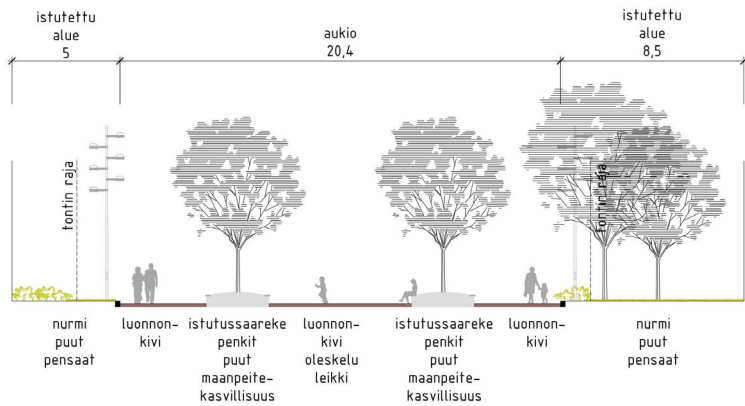 istutettu
alue
5
aukio
20,4
istutettu
alue
8,5
tontin raja
tontin raja
nurmi
puut
pensaat
luonnon-
kivi
istutussaareke
penkit
puut
maanpeite-
kasvillisuus
luonnon-
kivi
oleskelu
leikki
istutussaareke
penkit
puut
maanpeite-
kasvillisuus
luonnon-
kivi
nurmi
puut
pensaat